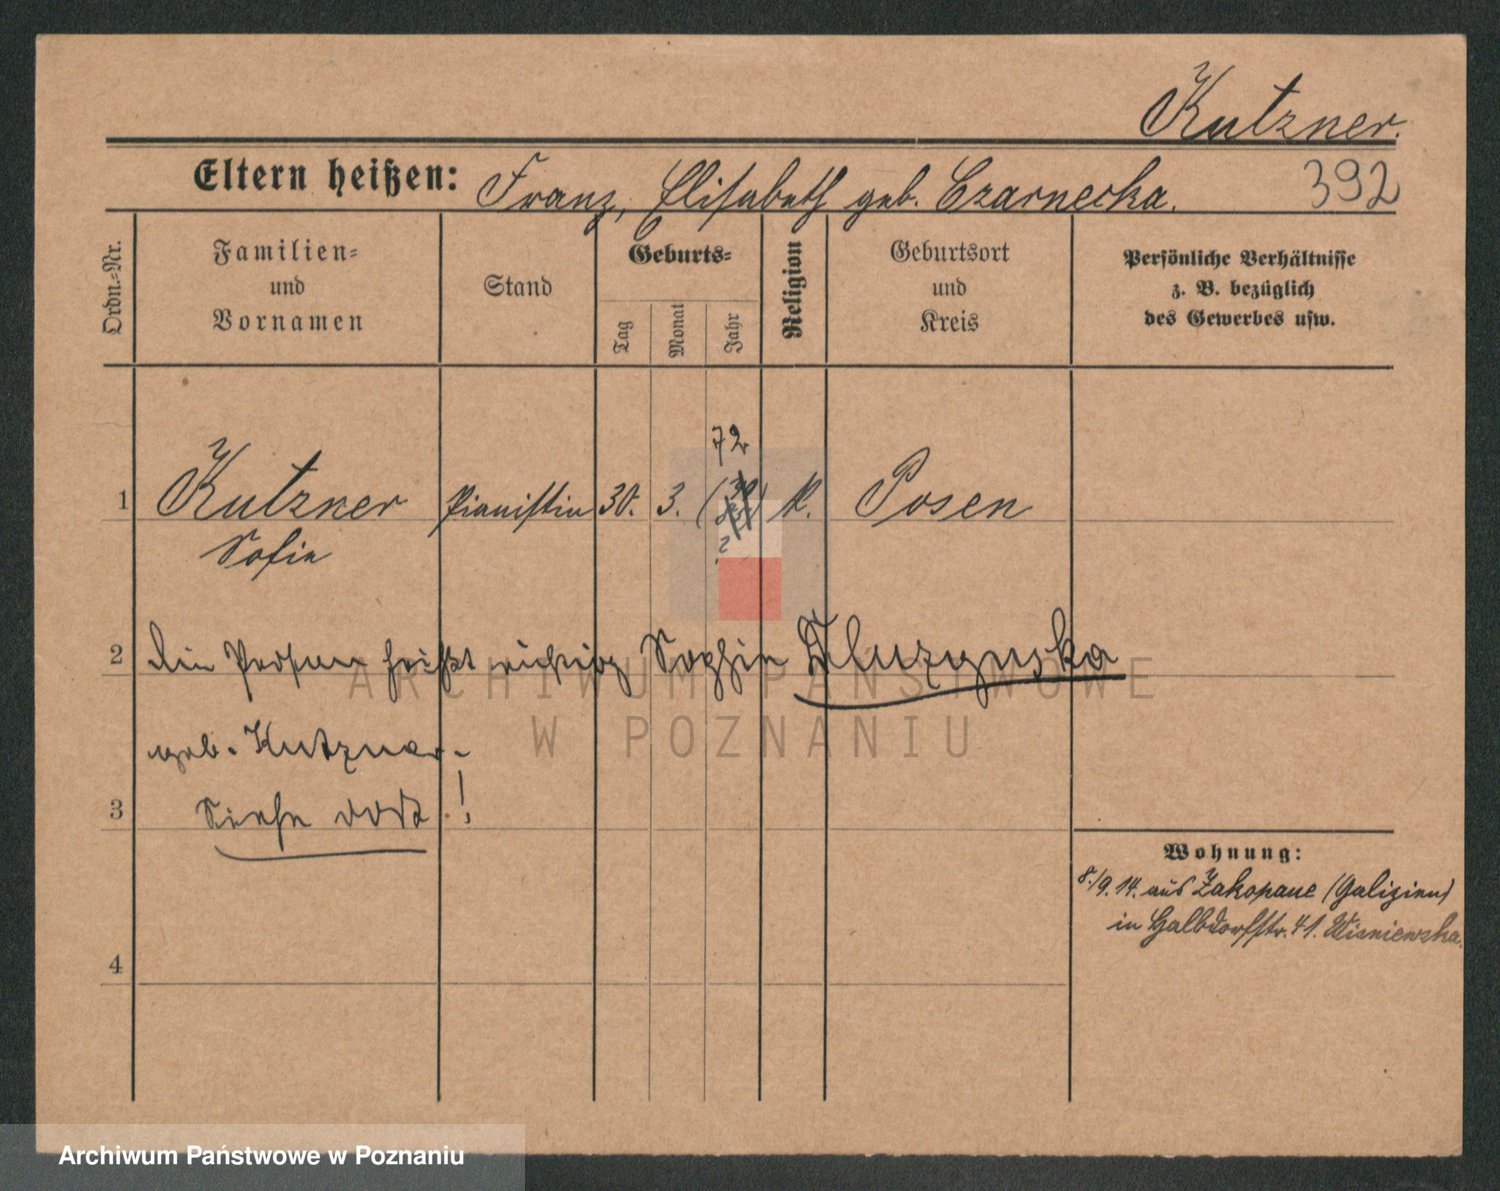 Kutzner.
Eltern heißen: Franz, Elisabeth geb. Czarnecka.
392
Ordn.=Nr.
Familien=
und
Vornamen
Stand
Geburts=
Tag
Monat
Jahr
Religion
Geburtsort
und
Kreis
Persönliche Verhältnisse
z. B. bezüglich
des Gewerbes usw.
72
1 Kutzner Pianistin 30. 3. K. Posen
?
Sofie
2 Die Person heißt richtig Sophie
geb. Kutzner.
3 Siehe dort!
Wohnung:
8./9. 14. aus Zakopane (Galizien)
in Halbdorfstr. 41. Wisniewska.
4
ARCHIWUM PAŃSTWOWE
W POZNANIU
Archiwum Państwowe w Poznaniu